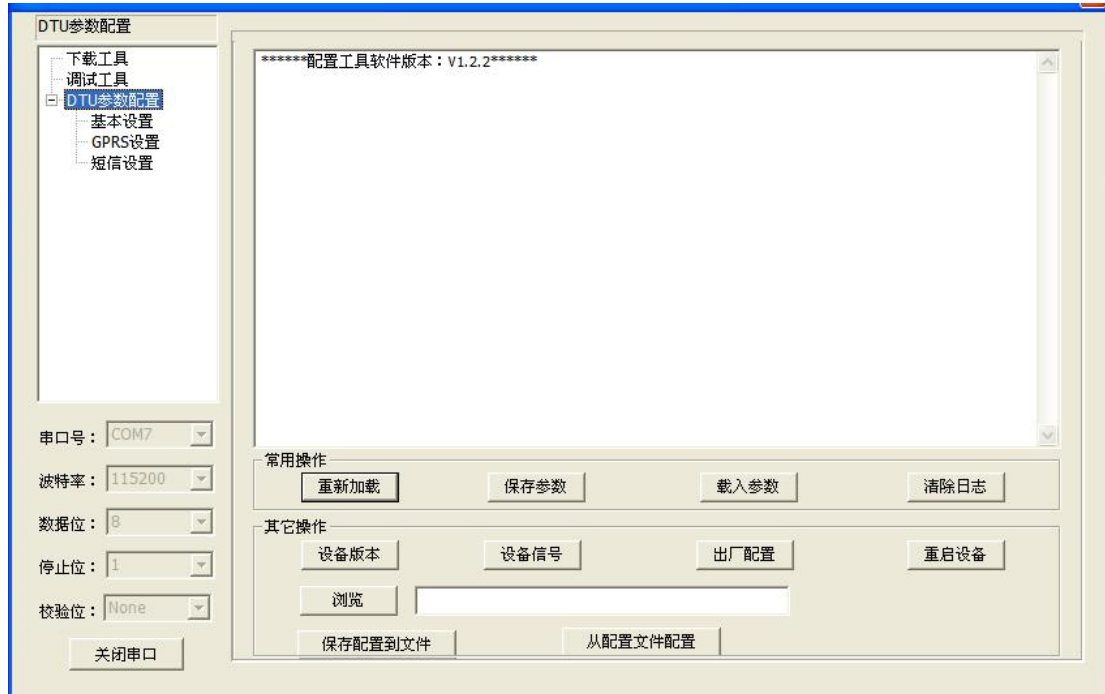 DTU参数配置
下载工具
调试工具
DTU参数配置
基本设置
GPRS设置
短信设置
串口号： COM7
波特率： 115200
数据位： 8
停止位： 1
校验位： None
关闭串口
******配置工具软件版本：V1.2.2******
常用操作
重新加载 保存参数 载入参数 清除日志
其它操作
设备版本 设备信号 出厂配置 重启设备
浏览
保存配置到文件 从配置文件配置